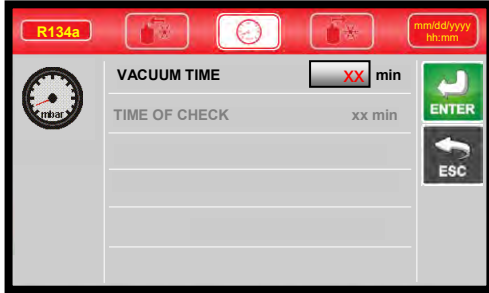 R134a
mm/dd/yyyy
hh:mm
mbar
VACUUM TIME XX min
TIME OF CHECK xx min
ENTER
ESC